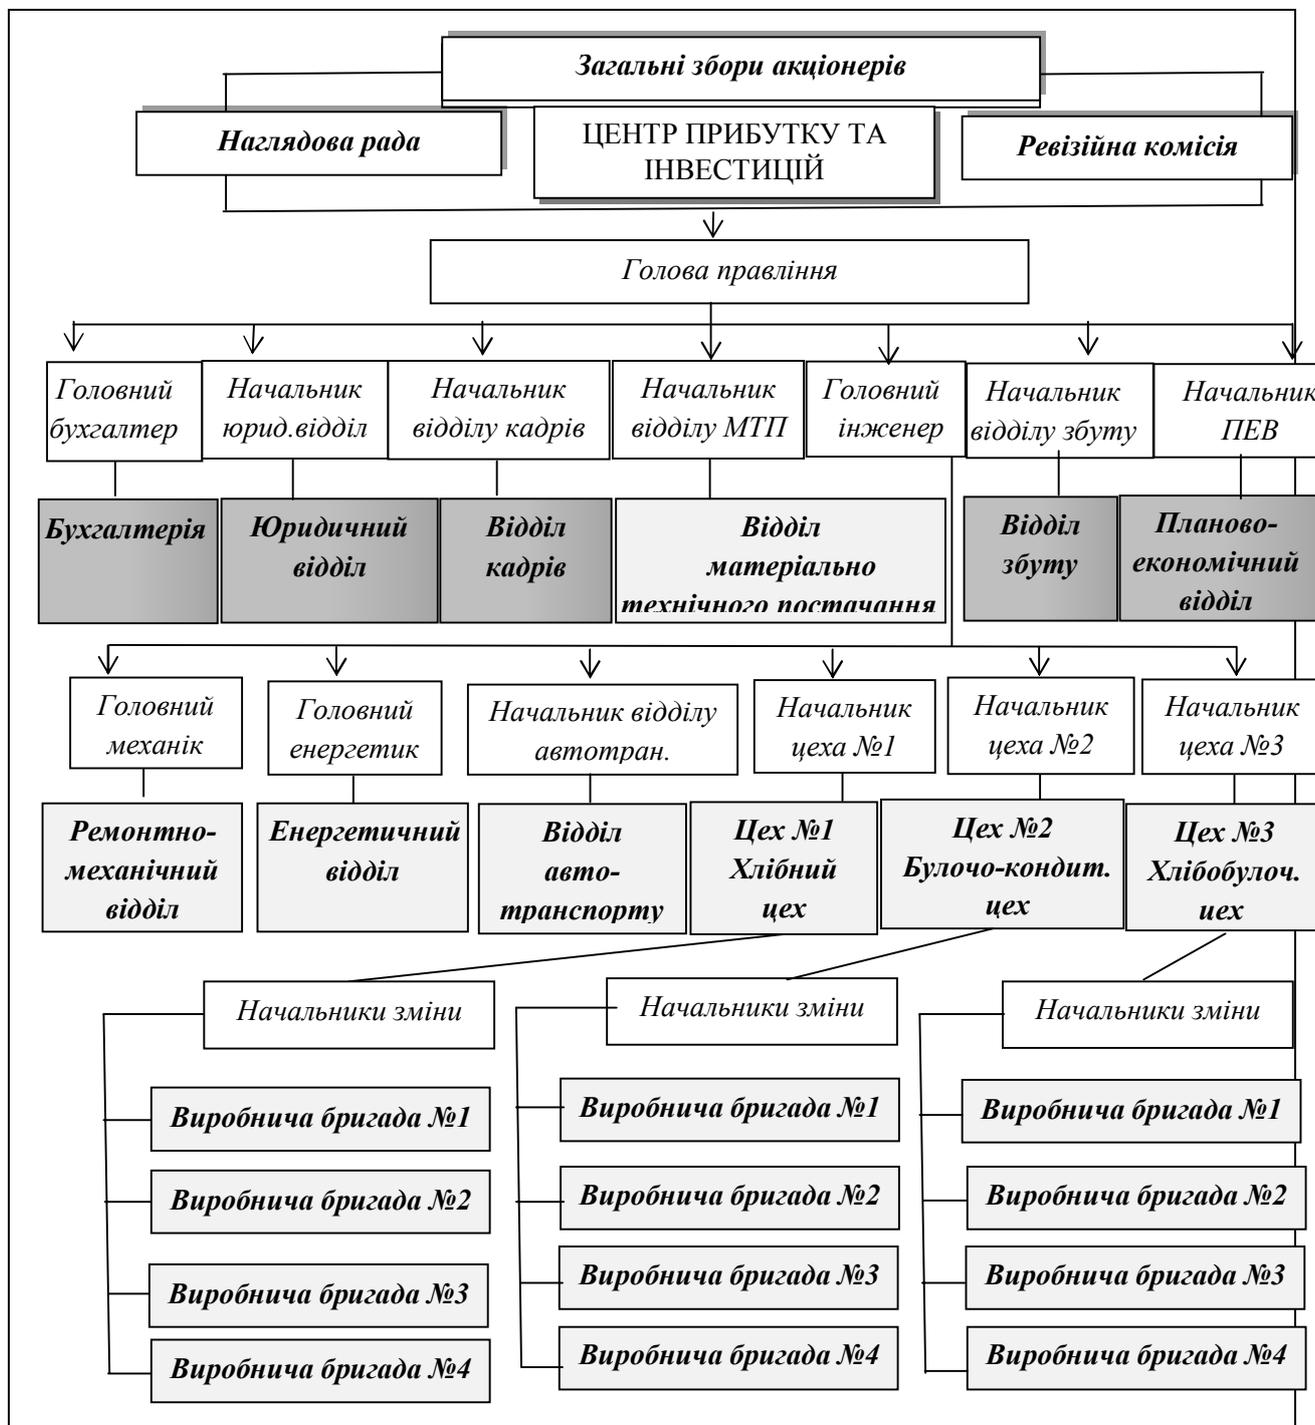 Загальні збори акціонерів
Наглядова рада
ЦЕНТР ПРИБУТКУ ТА
ІНВЕСТИЦІЙ
Ревізійна комісія
Голова правління
Головний
бухгалтер
Начальник
юрид.відділ
Начальник
відділу кадрів
Начальник
відділу МТП
Головний
інженер
Начальник
відділу збуту
Начальник
ПЕВ
Бухгалтерія
Юридичний
відділ
Відділ
кадрів
Відділ
матеріально
технічного постачання
Відділ
збуту
Планово-
економічний
відділ
Головний
механік
Головний
енергетик
Начальник відділу
автотран.
Начальник
цеха №1
Начальник
цеха №2
Начальник
цеха №3
Ремонтно-
механічний
відділ
Енергетичний
відділ
Відділ
авто-
транспорту
Цех №1
Хлібний
цех
Цех №2
Булочо-кондит.
цех
Цех №3
Хлібобулоч.
цех
Начальники зміни
Виробнича бригада №1
Виробнича бригада №2
Виробнича бригада №3
Виробнича бригада №4
Начальники зміни
Виробнича бригада №1
Виробнича бригада №2
Виробнича бригада №3
Виробнича бригада №4
Начальники зміни
Виробнича бригада №1
Виробнича бригада №2
Виробнича бригада №3
Виробнича бригада №4